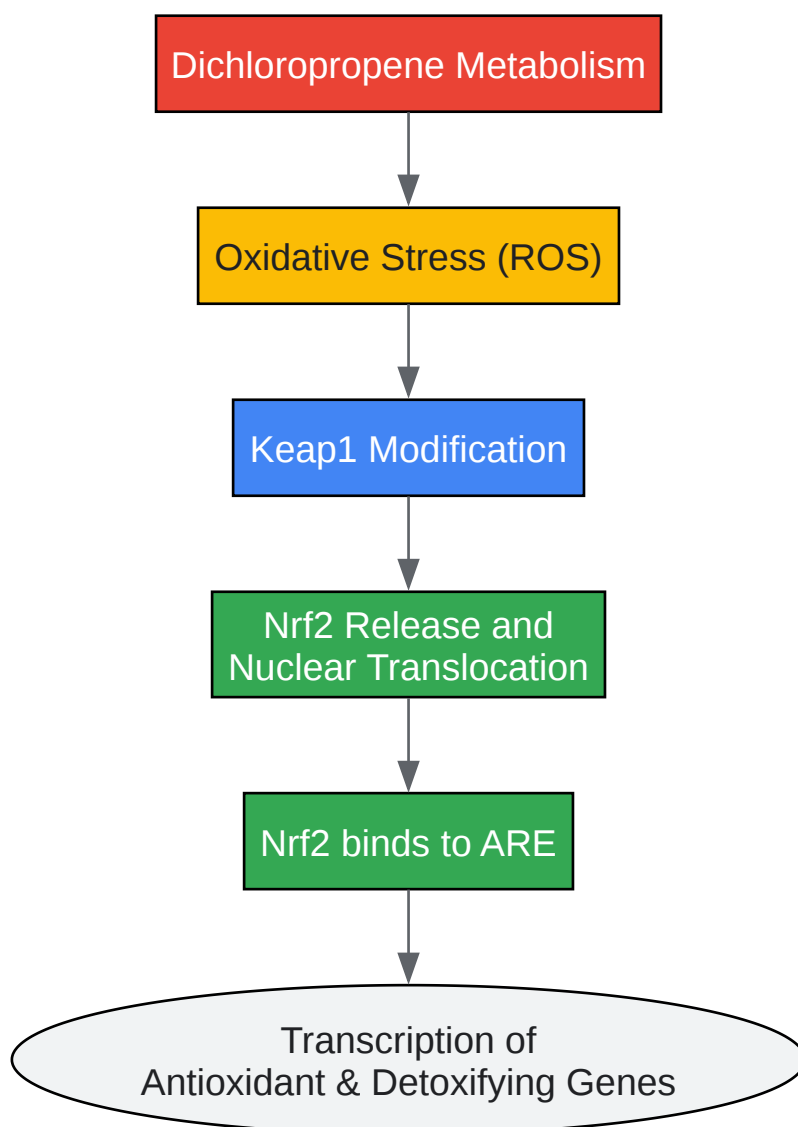 Dichloropropene Metabolism
Oxidative Stress (ROS)
Keap1 Modification
Nrf2 Release and
Nuclear Translocation
Nrf2 binds to ARE
Transcription of
Antioxidant & Detoxifying Genes